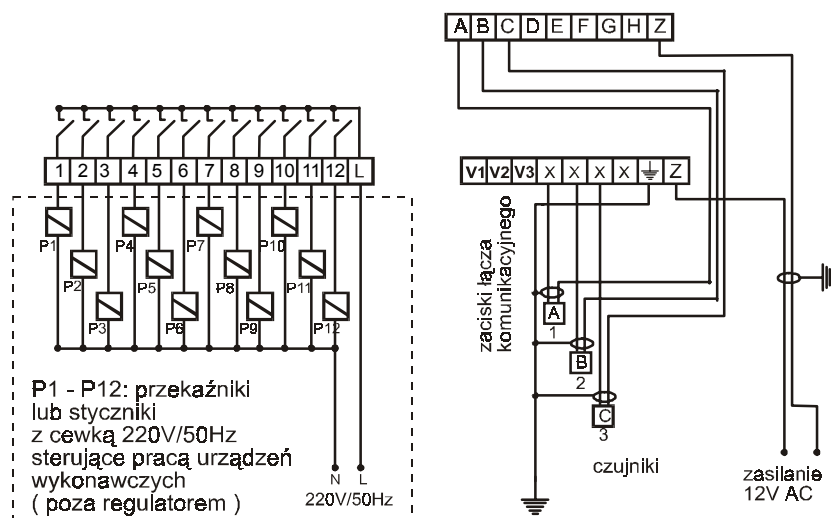 A B C D E F G H Z
1 2 3 4 5 6 7 8 9 10 11 12 L
V1 V2 V3 X X X X Z
P1 P4 P7 P10
P2 P5 P8 P11
P3 P6 P9 P12
zaciski łącza
komunikacyjnego
A
1
B
2
C
3
czujniki
P1 - P12: przekaźniki
lub styczniki
z cewką 220V/50Hz
sterujące pracą urządzeń
wykonawczych
( poza regulatorem )
N L
220V/50Hz
zasilanie
12V AC